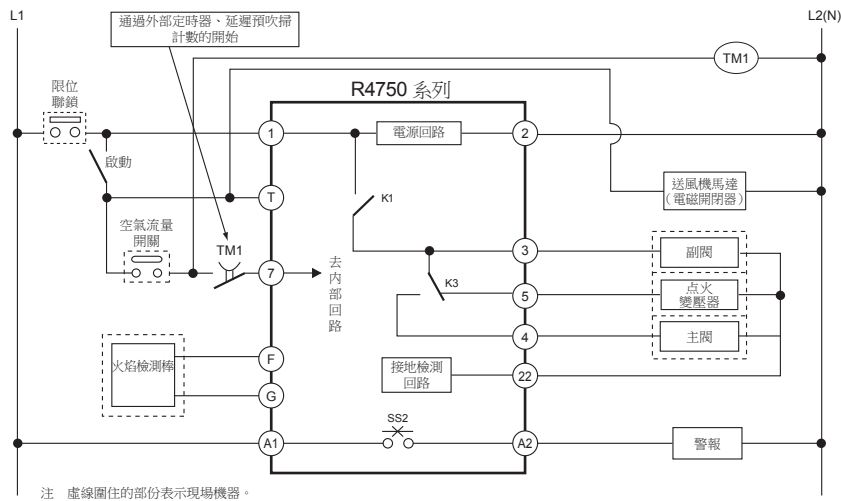 L1
L2(N)
通過外部定時器、延遲預吹掃
計數的開始
TM1
R4750 系列
限位
聯鎖
1
電源回路
2
啟動
T
K1
送風機馬達
（電磁開閉器）
空氣流量
開關
TM1
7
去
内
部
回
路
3
副閥
K3
5
点火
變壓器
4
主閥
火焰檢測棒
F
G
接地檢測
回路
22
SS2
A1
A2
警報
注 虛線圍住的部份表示現場機器。